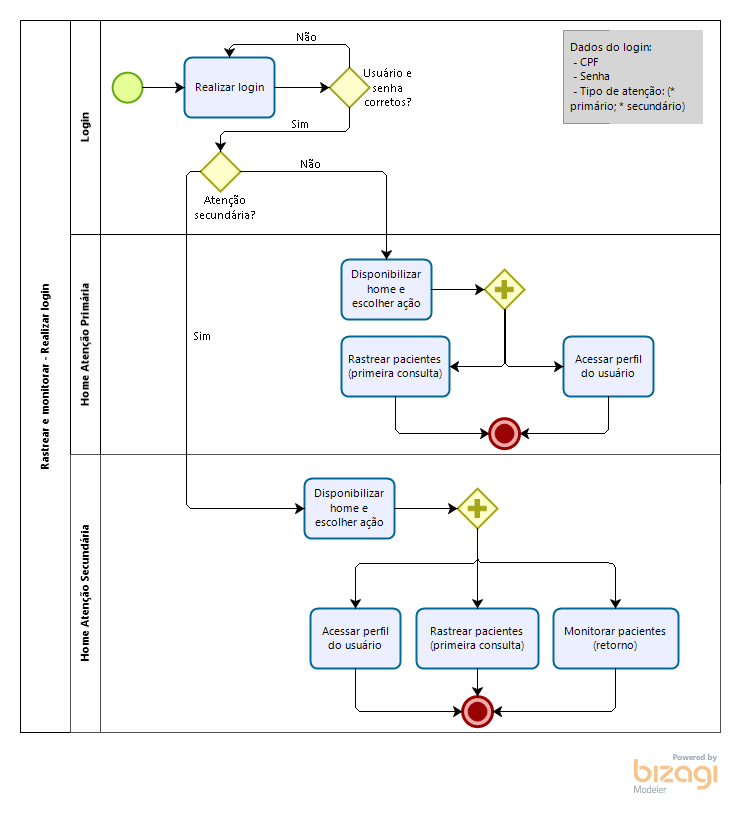 Rastrear e monitorar - Realizar login
Login
Não
Realizar login
Usuário e
senha
corretos?
Dados do login:
- CPF
- Senha
- Tipo de atenção: (*
primário; * secundário)
Sim
Não
Atenção
secundária?
Home Atenção Primária
Disponibilizar
home e
escolher ação
Sim
Rastrear pacientes
(primeira consulta)
Acessar perfil
do usuário
Home Atenção Secundária
Disponibilizar
home e
escolher ação
Acessar perfil
do usuário
Rastrear pacientes
(primeira consulta)
Monitorar pacientes
(retorno)
Powered by
bizagi
Modeler